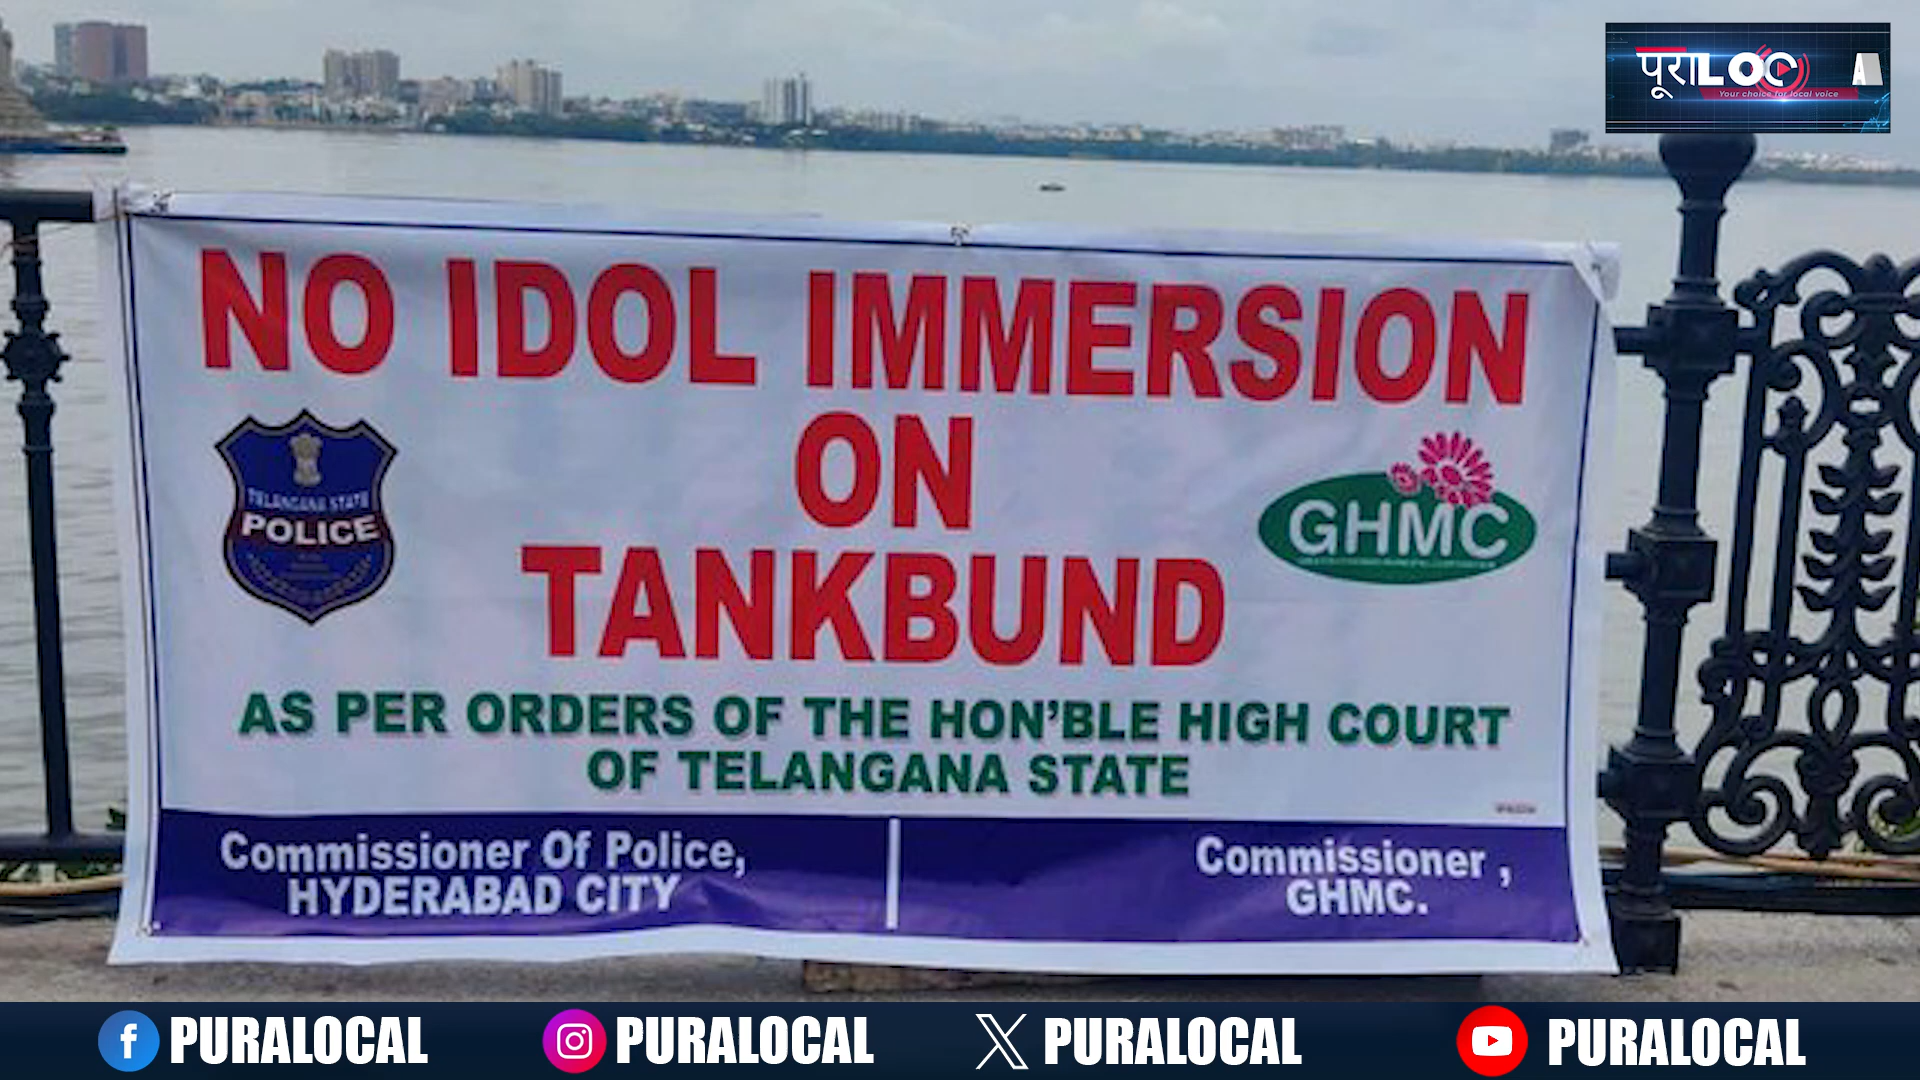 पूरा LOC A
Your choice for local voice
NO IDOL IMMERSION
ON
TANKBUND
TELANGANA STATE
POLICE
GHMC
AS PER ORDERS OF THE HON'BLE HIGH COURT
OF TELANGANA STATE
Commissioner Of Police,
HYDERABAD CITY
Commissioner ,
GHMC.
PURALOCAL
PURALOCAL
PURALOCAL
PURALOCAL